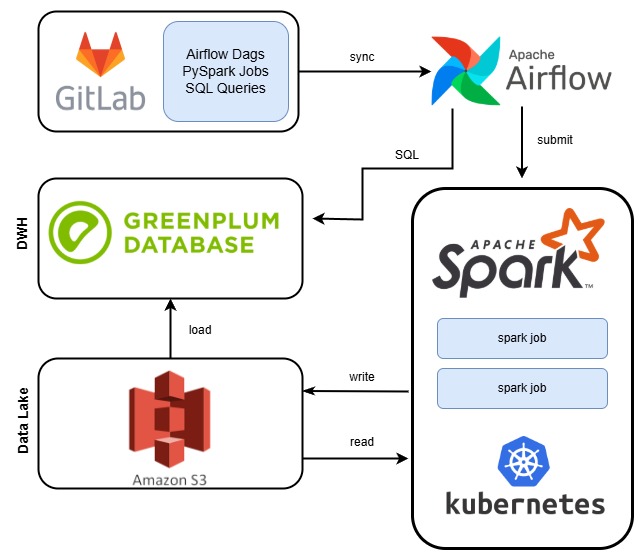 GitLab
Airflow Dags
PySpark Jobs
SQL Queries
sync
Apache
Airflow
SQL
submit
DWH
GREENPLUM
DATABASE
APACHE
Spark
TM
spark job
spark job
load
write
Data Lake
Amazon S3
read
kubernetes